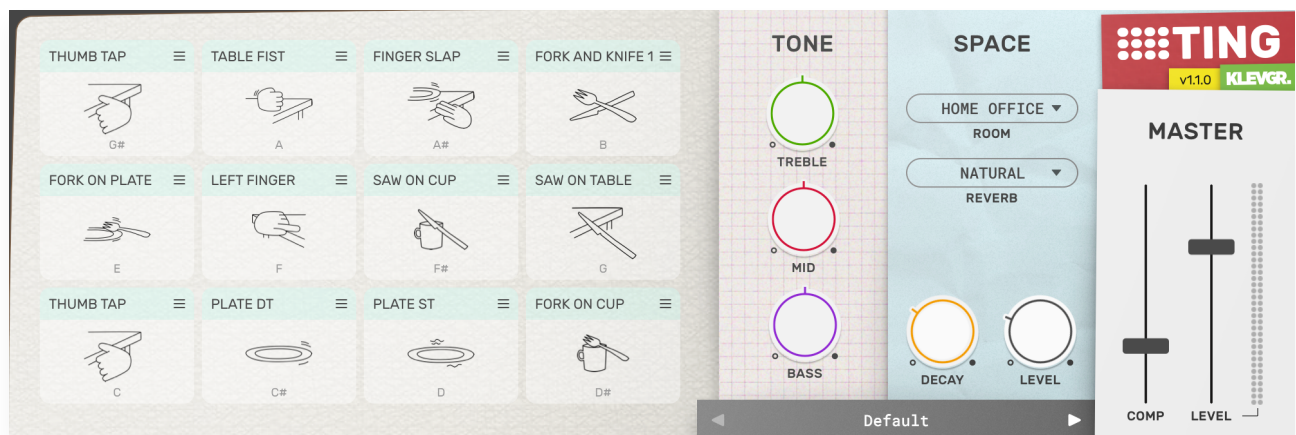 THUMB TAP
TABLE FIST
FINGER SLAP
FORK AND KNIFE 1
G#
A
A#
B
FORK ON PLATE
LEFT FINGER
SAW ON CUP
SAW ON TABLE
E
F
F#
G
THUMB TAP
PLATE DT
PLATE ST
FORK ON CUP
C
C#
D
D#
TONE
TREBLE
MID
BASS
SPACE
HOME OFFICE
ROOM
NATURAL
REVERB
DECAY
LEVEL
Default
TING
v1.1.0
KLEVGR.
MASTER
COMP
LEVEL